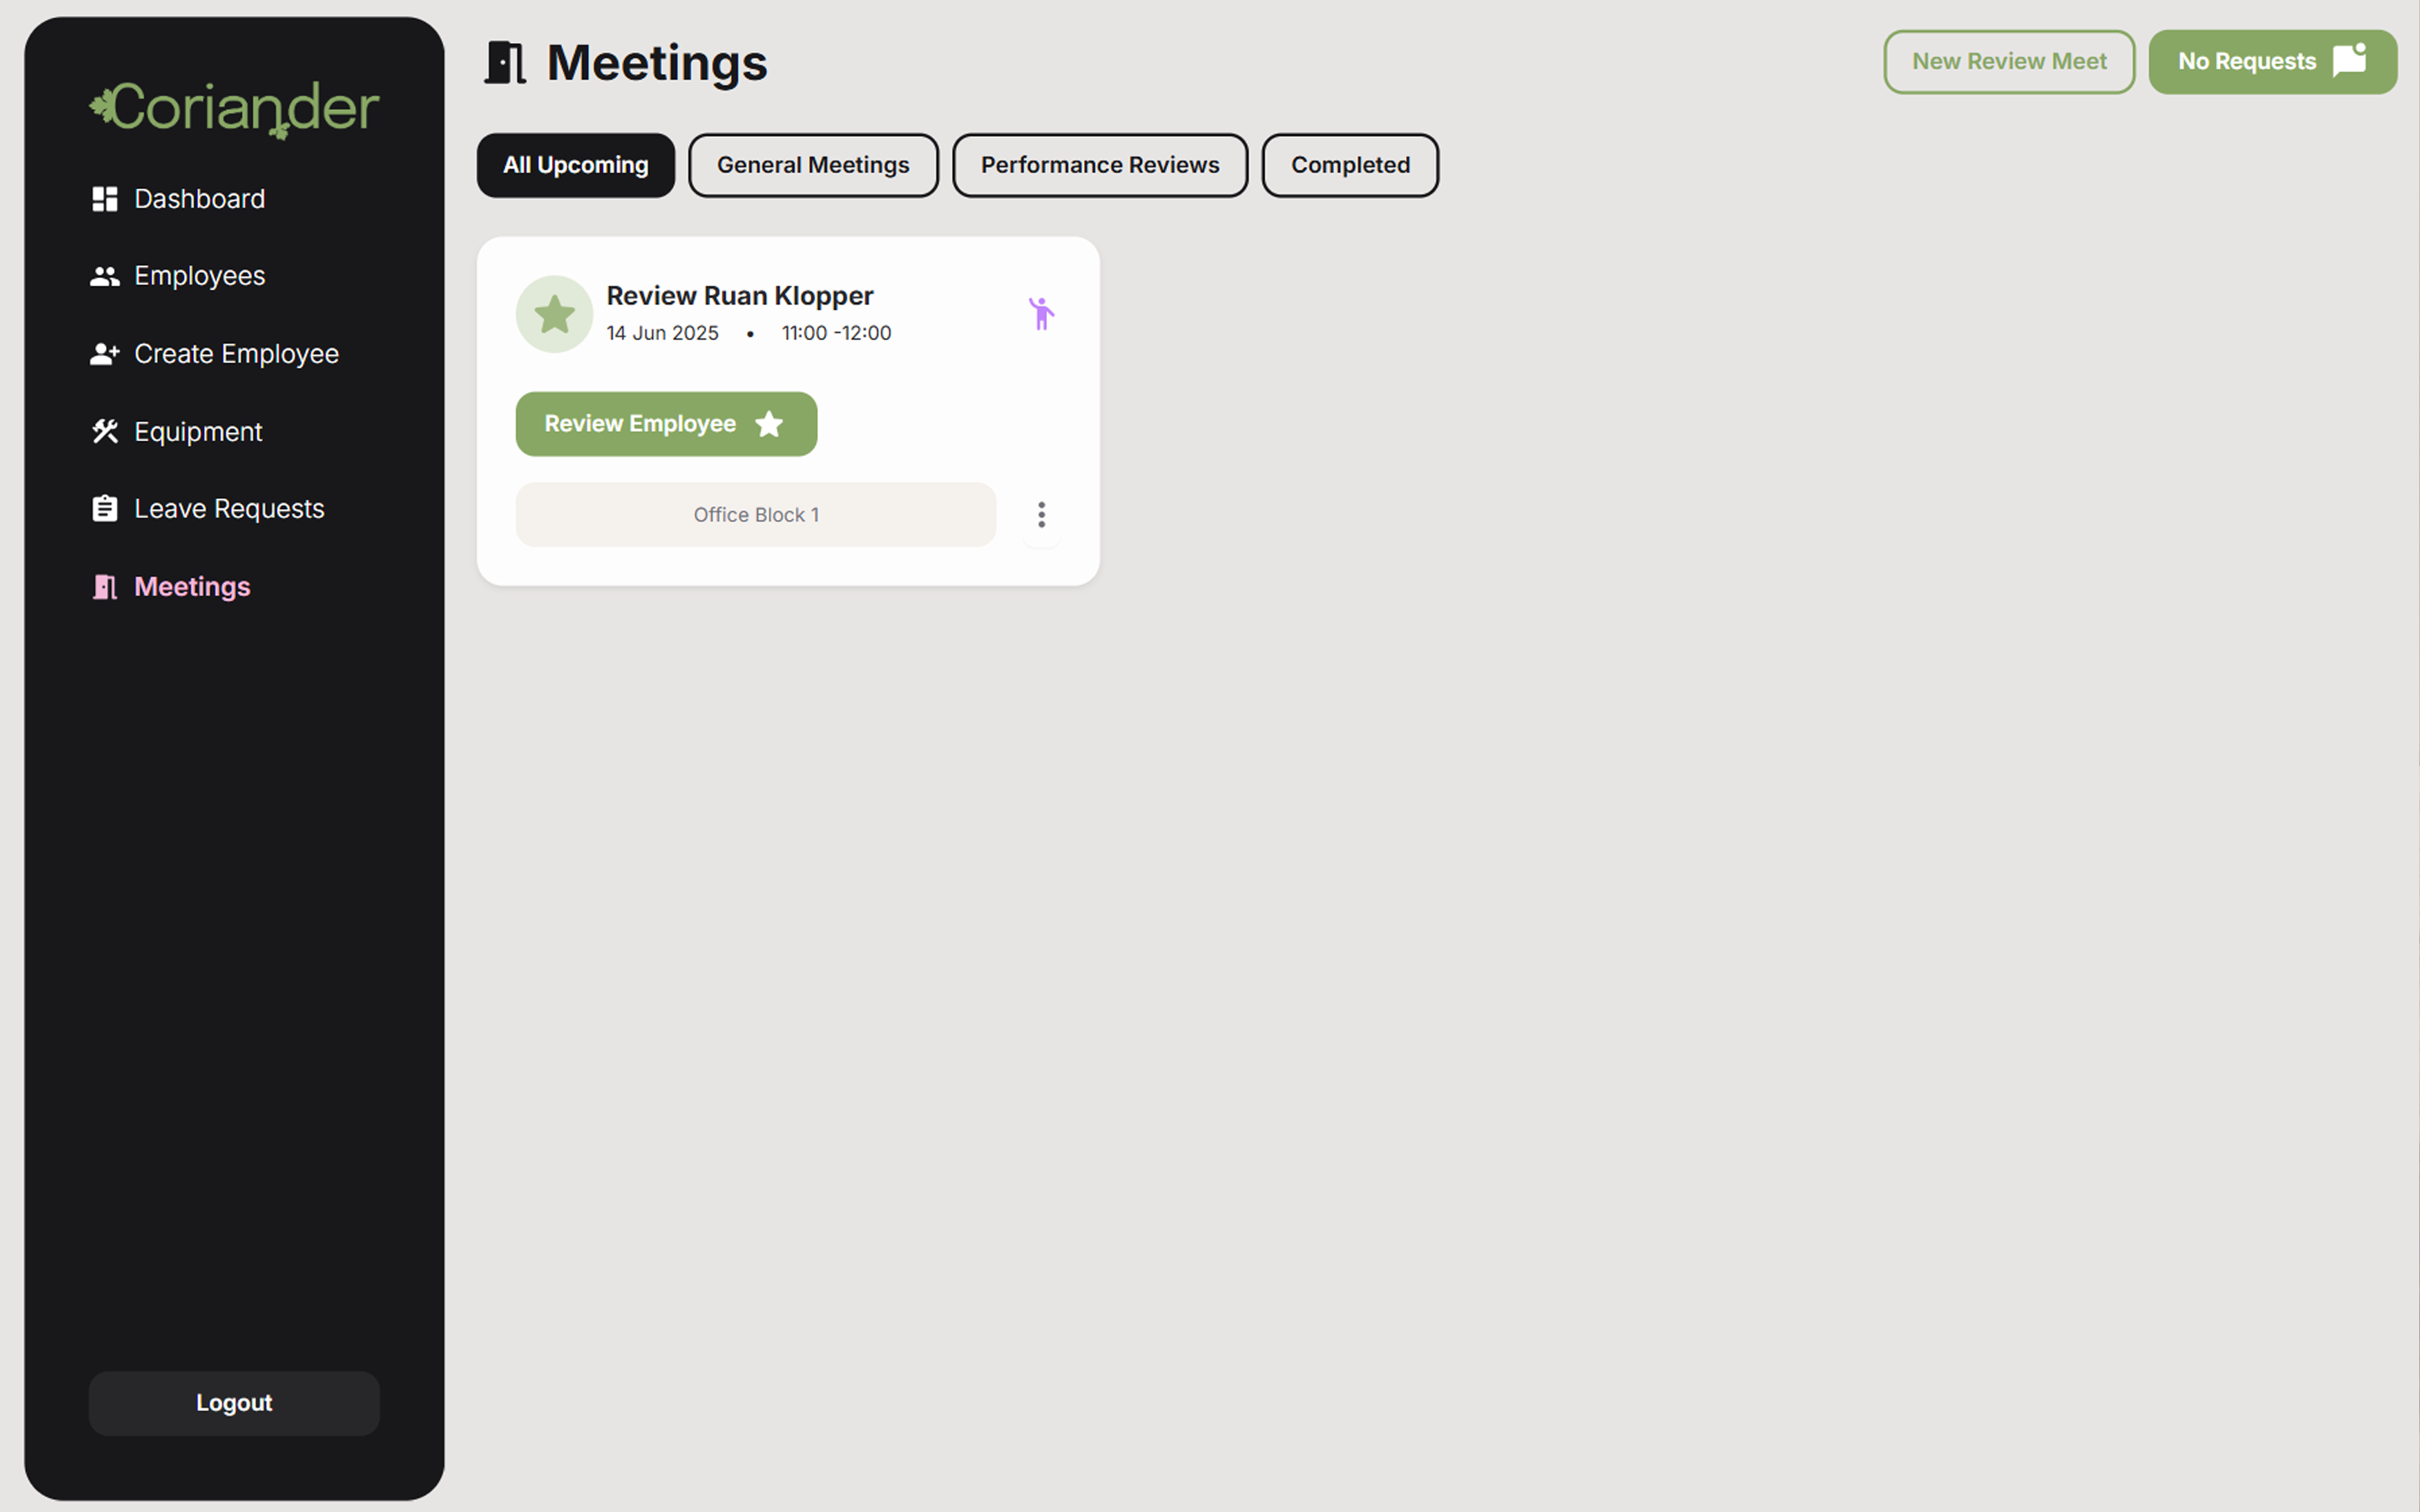 Coriander
Dashboard
Employees
Create Employee
Equipment
Leave Requests
Meetings
Logout
Meetings
New Review Meet
No Requests
All Upcoming
General Meetings
Performance Reviews
Completed
Review Ruan Klopper
14 Jun 2025 • 11:00 -12:00
Review Employee
Office Block 1